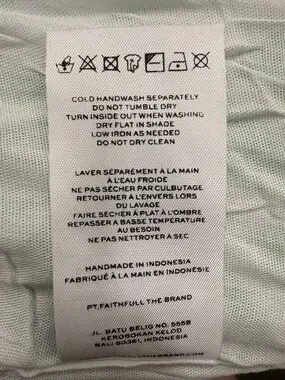 COLD HANDWASH SEPARATELY
DO NOT TUMBLE DRY
TURN INSIDE OUT WHEN WASHING
DRY FLAT IN SHADE
LOW IRON AS NEEDED
DO NOT DRY CLEAN
LAVER SÉPARÉMENT À LA MAIN
À L'EAU FROIDE
NE PAS SÉCHER PAR CULBUTAGE
RETOURNER À L'ENVERS LORS
DU LAVAGE
FAIRE SÉCHER À PLAT À L'OMBRE
REPASSER A BASSE TEMPÉRATURE
AU BESOIN
NE PAS NETTROYER À SEC
HANDMADE IN INDONESIA
FABRIQUÉ À LA MAIN EN INDONÉSIE
PT.FAITHFULL THE BRAND
JL. BATU BELIG NO. 555B
KEROBOKAN KELOD
BALI 80361, INDONESIA